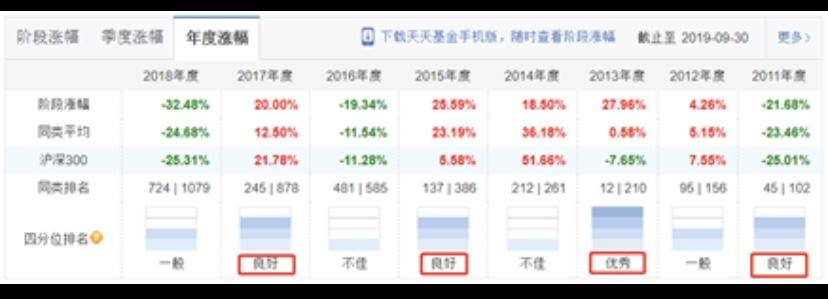 阶段涨幅 季度涨幅 年度涨幅 下载天天基金手机版，随时查看阶段涨幅 截止至 2019-09-30 更多>
2018年度 2017年度 2016年度 2015年度 2014年度 2013年度 2012年度 2011年度
阶段涨幅 -32.48% 20.00% -19.34% 25.59% 18.50% 27.96% 4.26% -21.68%
同类平均 -24.68% 12.50% -11.54% 23.19% 36.18% 0.58% 5.15% -23.46%
沪深300 -25.31% 21.78% -11.28% 5.58% 51.66% -7.65% 7.55% -25.01%
同类排名 724 | 1079 245 | 878 481 | 585 137 | 386 212 | 261 12 | 210 95 | 156 45 | 102
四分位排名 ?
一般 良好 不佳 良好 不佳 优秀 一般 良好